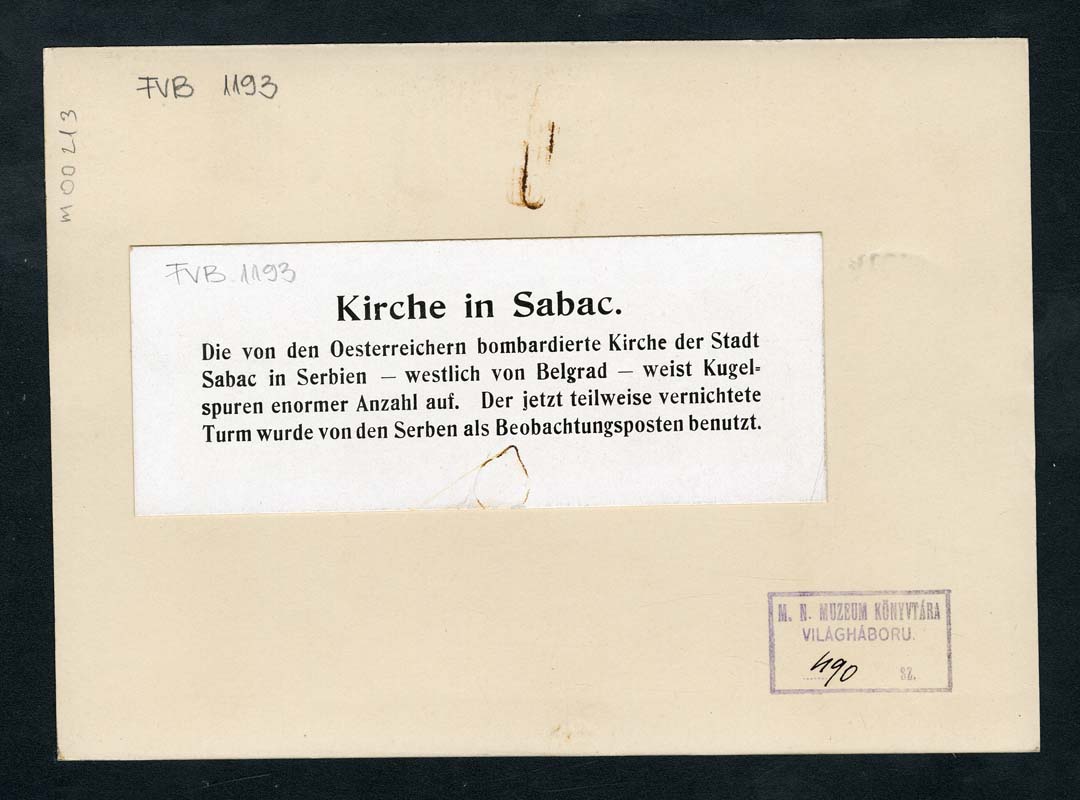 FVB 1193
m 00213
FVB. 1193
Kirche in Sabac.
Die von den Oesterreichern bombardierte Kirche der Stadt
Sabac in Serbien — westlich von Belgrad — weist Kugel=
spuren enormer Anzahl auf. Der jetzt teilweise vernichtete
Turm wurde von den Serben als Beobachtungsposten benutzt.
M. N. MUZEUM KÖNYVTÁRA
VILÁGHÁBORU.
490 SZ.